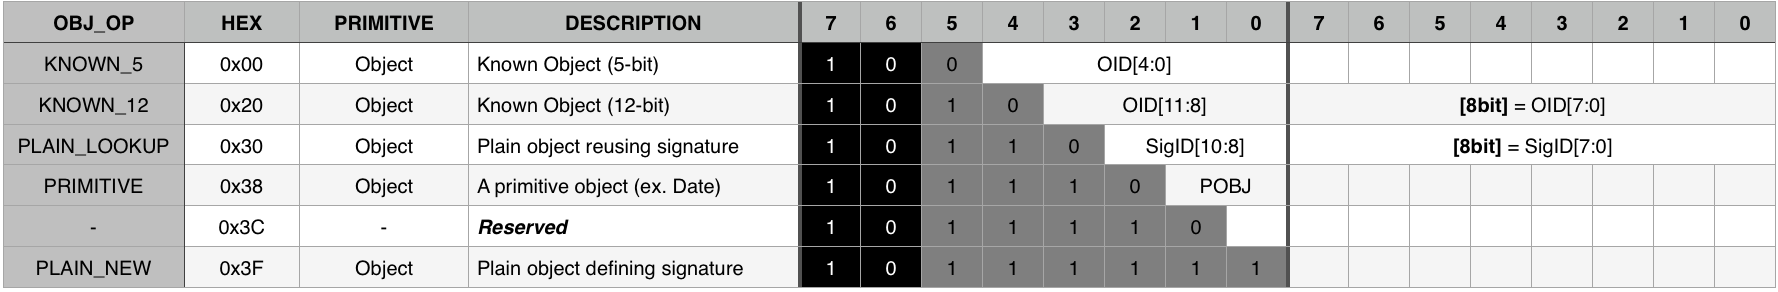 OBJ_OP HEX PRIMITIVE DESCRIPTION 7 6 5 4 3 2 1 0 7 6 5 4 3 2 1 0
KNOWN_5 0x00 Object Known Object (5-bit) 1 0 0 OID[4:0]
KNOWN_12 0x20 Object Known Object (12-bit) 1 0 1 0 OID[11:8] [8bit] = OID[7:0]
PLAIN_LOOKUP 0x30 Object Plain object reusing signature 1 0 1 1 0 SigID[10:8] [8bit] = SigID[7:0]
PRIMITIVE 0x38 Object A primitive object (ex. Date) 1 0 1 1 1 0 POBJ
- 0x3C - Reserved 1 0 1 1 1 1 0
PLAIN_NEW 0x3F Object Plain object defining signature 1 0 1 1 1 1 1 1